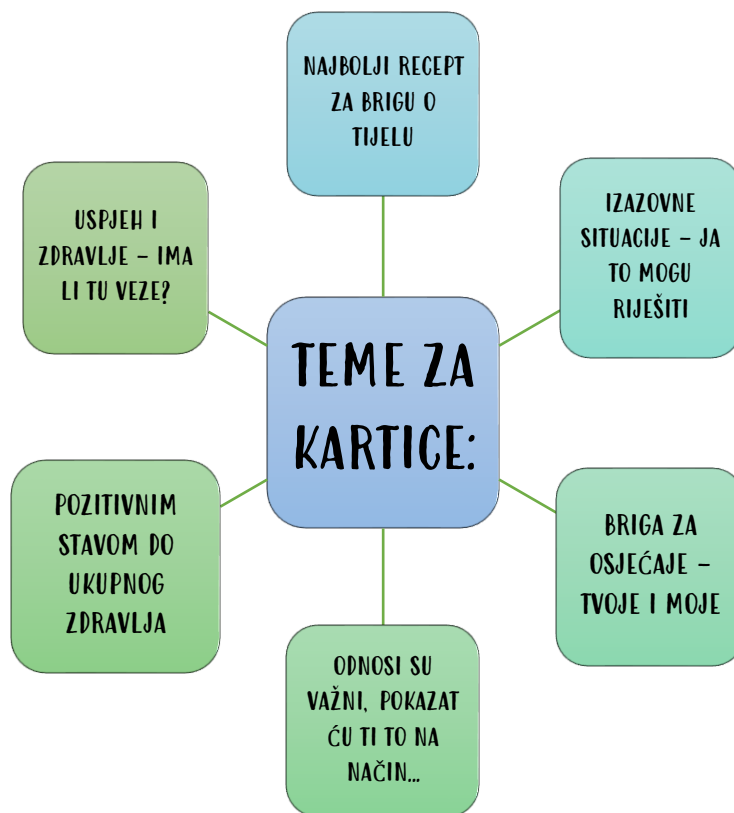 NAJBOLJI RECEPT
ZA BRIGU O
TIJELU
IZAZOVNE
SITUACIJE – JA
TO MOGU
RIJEŠITI
USPJEH I
ZDRAVLJE – IMA
LI TU VEZE?
TEME ZA
KARTICE:
POZITIVNIM
STAVOM DO
UKUPNOG
ZDRAVLJA
BRIGA ZA
OSJEĆAJE –
TVOJE I MOJE
ODNOSI SU
VAŽNI, POKAZAT
ĆU TI TO NA
NAČIN...